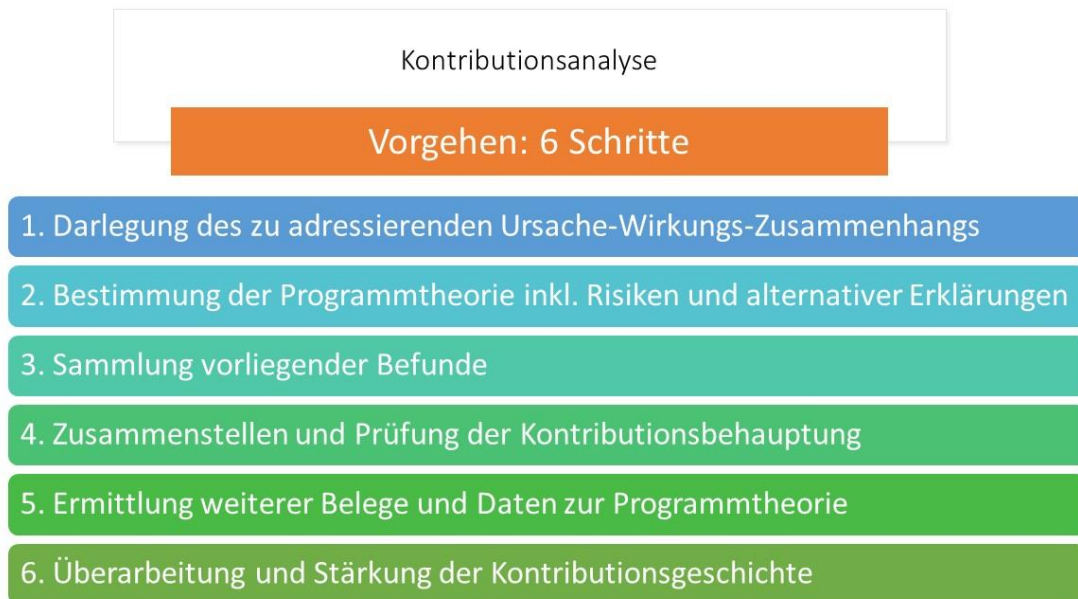 Kontributionsanalyse
Vorgehen: 6 Schritte
1. Darlegung des zu adressierenden Ursache-Wirkungs-Zusammenhangs
2. Bestimmung der Programmtheorie inkl. Risiken und alternativer Erklärungen
3. Sammlung vorliegender Befunde
4. Zusammenstellen und Prüfung der Kontributionsbehauptung
5. Ermittlung weiterer Belege und Daten zur Programmtheorie
6. Überarbeitung und Stärkung der Kontributionsgeschichte